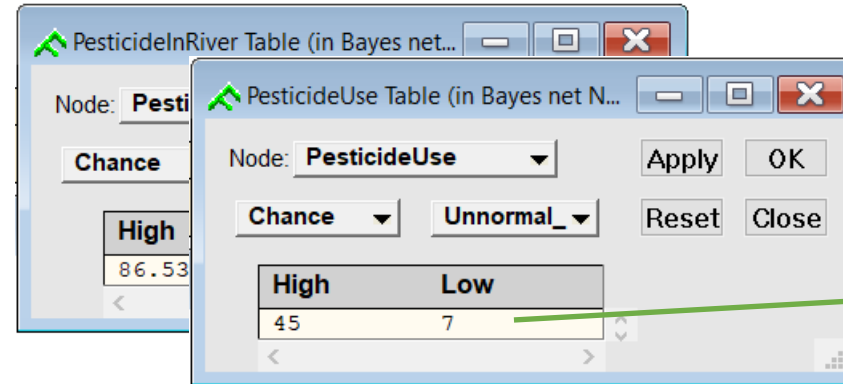 PesticideInRiver Table (in Bayes net...
Node: Pesti
Chance
High
86.53
PesticideUse Table (in Bayes net N...
Node: PesticideUse Apply OK
Chance Unnormal_ Reset Close
High Low
45 7